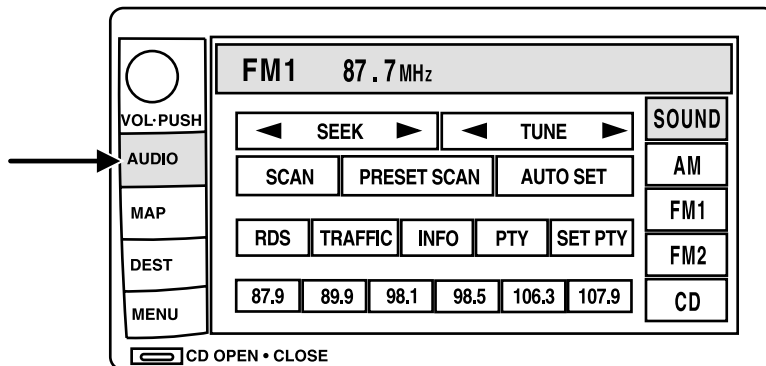 FM1 87.7MHz
VOL·PUSH
AUDIO
MAP
DEST
MENU
◄ SEEK ► ◄ TUNE ►
SCAN PRESET SCAN AUTO SET
RDS TRAFFIC INFO PTY SET PTY
87.9 89.9 98.1 98.5 106.3 107.9
SOUND
AM
FM1
FM2
CD
CD OPEN • CLOSE